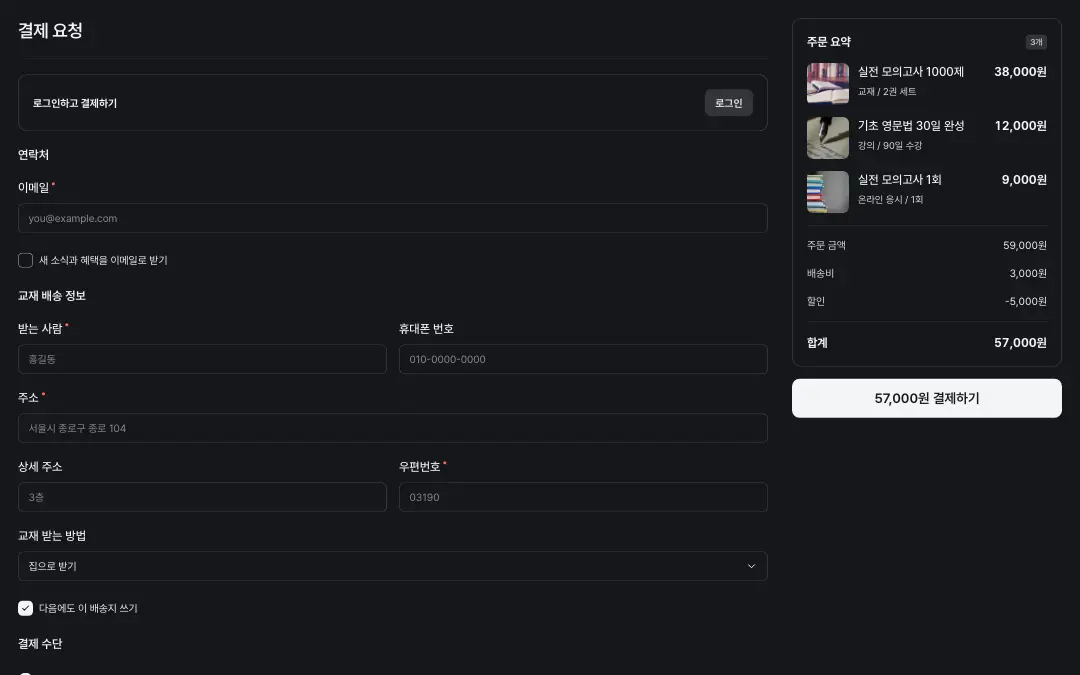 결제 요청
로그인하고 결제하기
로그인
연락처
이메일 *
you@example.com
새 소식과 혜택을 이메일로 받기
교재 배송 정보
받는 사람 *
휴대폰 번호
홍길동
010-0000-0000
주소 *
서울시 종로구 종로 104
상세 주소
우편번호 *
3층
03190
교재 받는 방법
집으로 받기
다음에도 이 배송지 쓰기
결제 수단
주문 요약
3개
실전 모의고사 1000제
38,000원
교재 / 2권 세트
기초 영문법 30일 완성
12,000원
강의 / 90일 수강
실전 모의고사 1회
9,000원
온라인 응시 / 1회
주문 금액
59,000원
배송비
3,000원
할인
-5,000원
합계
57,000원
57,000원 결제하기